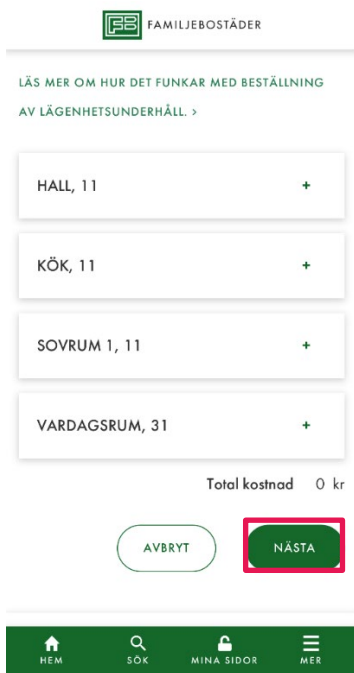 FB FAMILJEBOSTÄDER
LÄS MER OM HUR DET FUNKAR MED BESTÄLLNING
AV LÄGENHETSUNDERHÅLL. >
HALL, 11 +
KÖK, 11 +
SOVRUM 1, 11 +
VARDAGSRUM, 31 +
Total kostnad 0 kr
AVBRYT NÄSTA
HEM SÖK MINA SIDOR MER